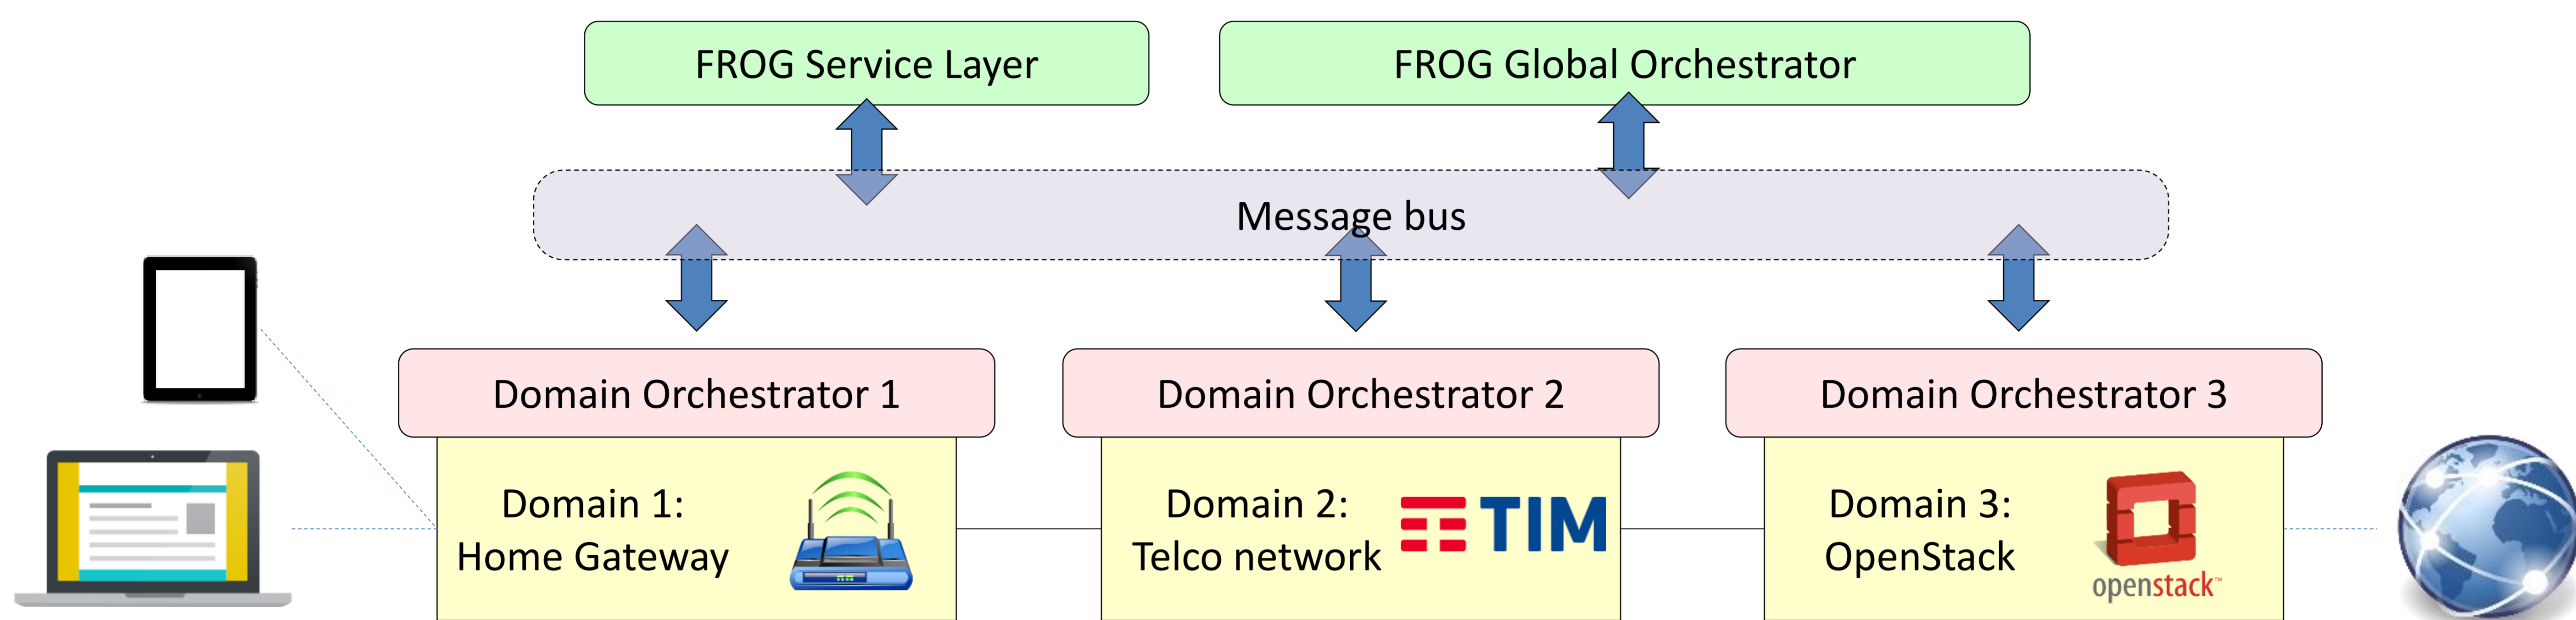 FROG Service Layer
FROG Global Orchestrator
Message bus
Domain Orchestrator 1
Domain Orchestrator 2
Domain Orchestrator 3
Domain 1:
Home Gateway
Domain 2:
Telco network
TIM
Domain 3:
OpenStack
openstack™